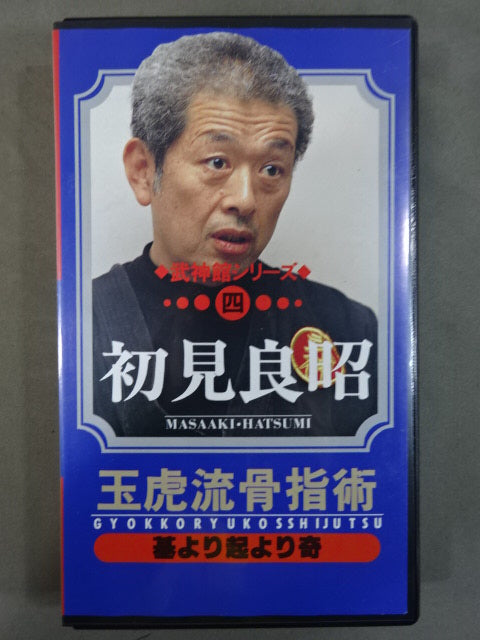 ◆武神館シリーズ◆
四
初見良昭
MASAAKI・HATSUMI
玉虎流骨指術
GYOKKORYUKOSSHIJUTSU
基より起より奇